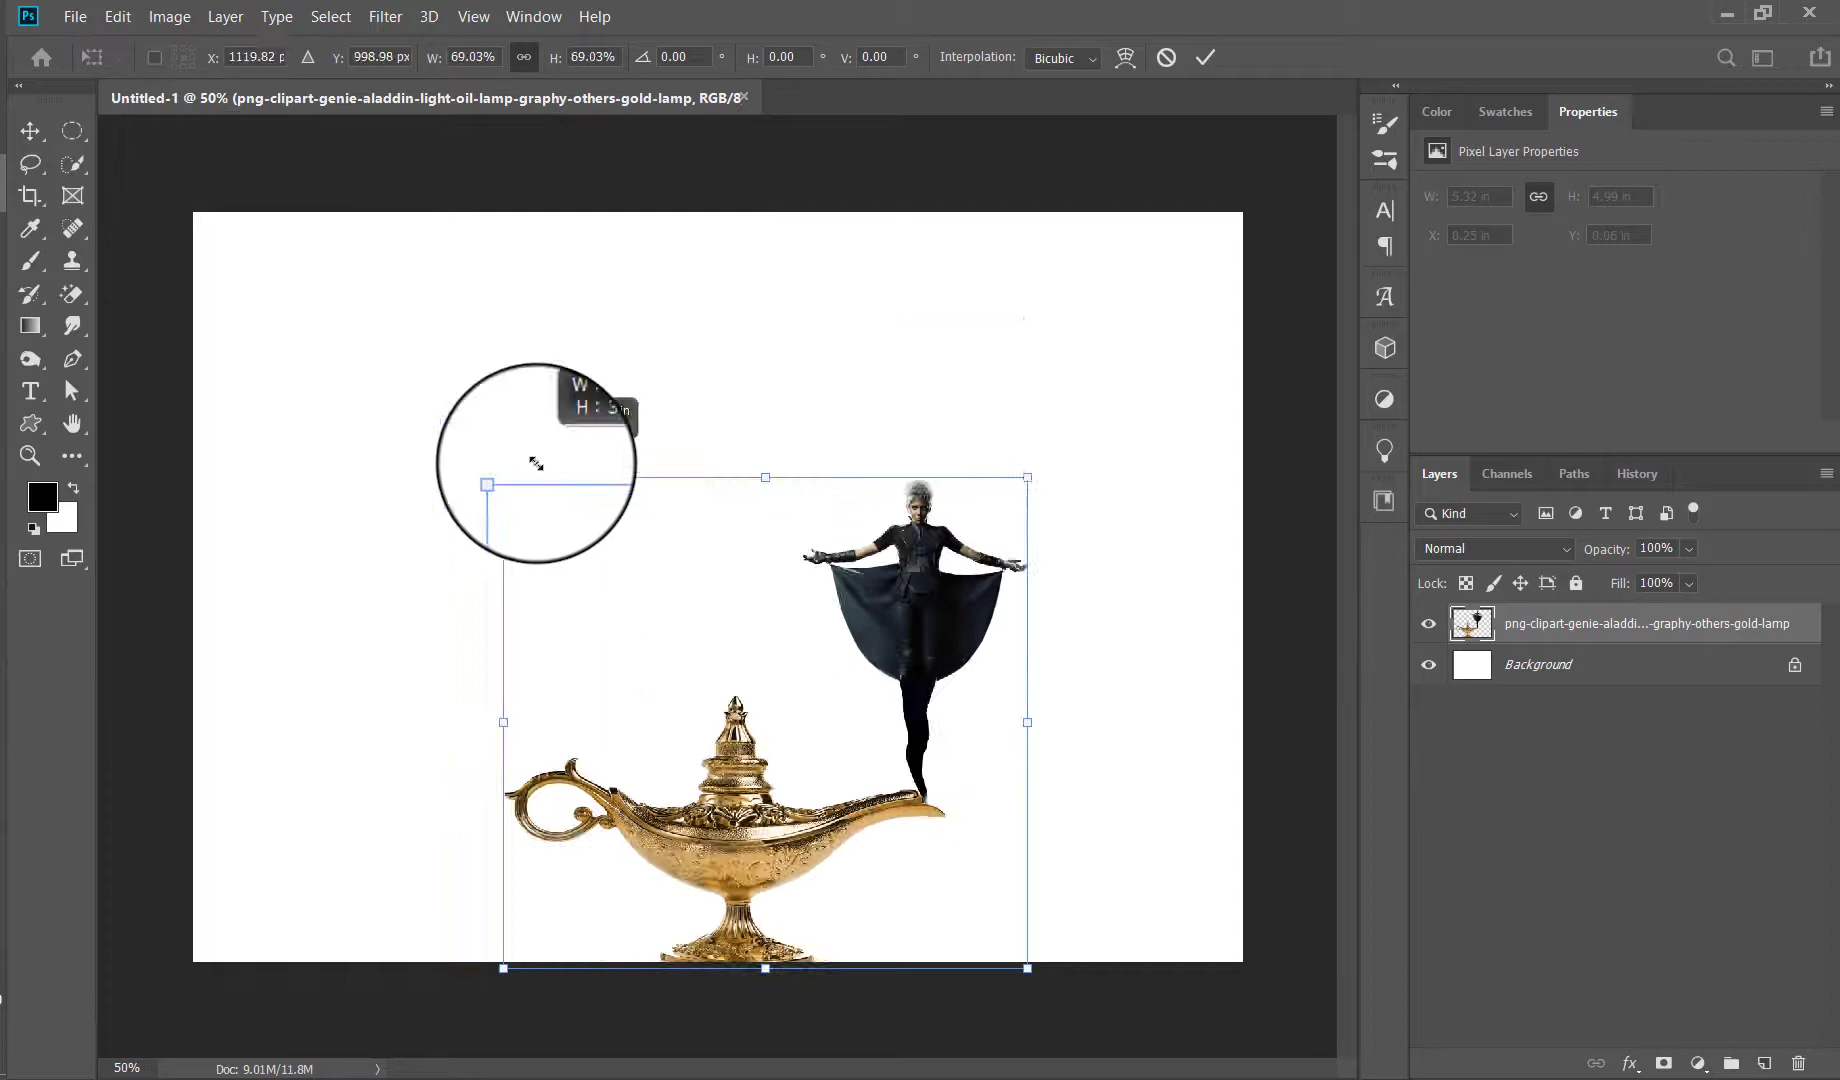 Ps File Edit Image Layer Type Select Filter 3D View Window Help
X: 1119.82 p Y: 998.98 px W: 69.03% H: 69.03% 0.00 ° H: 0.00 ° V: 0.00 ° Interpolation: Bicubic
Untitled-1 @ 50% (png-clipart-genie-aladdin-light-oil-lamp-graphy-others-gold-lamp, RGB/8
Color Swatches Properties
Pixel Layer Properties
W: 5.32 in H: 4.99 in
X: 0.25 in Y: 0.06 in
W :
H : in
Layers Channels Paths History
Kind
Normal Opacity: 100%
Lock: Fill: 100%
png-clipart-genie-aladdi...-graphy-others-gold-lamp
Background
50% Doc: 9.01M/11.8M